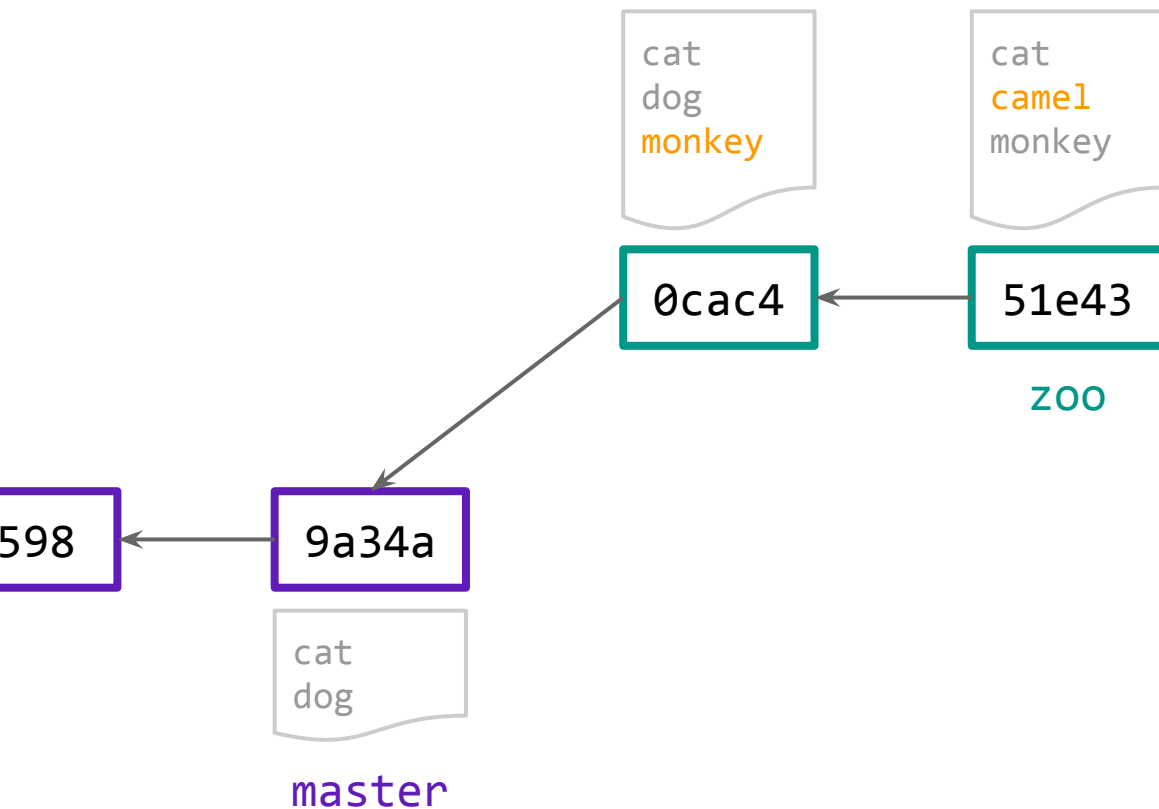 cat
dog
monkey
cat
camel
monkey
0cac4
51e43
zoo
598
9a34a
cat
dog
master